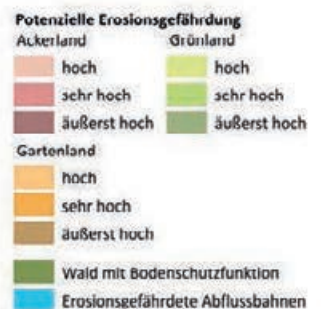 Potenzielle Erosionsgefährdung
Ackerland Grünland
hoch hoch
sehr hoch sehr hoch
äußerst hoch äußerst hoch
Gartenland
hoch
sehr hoch
äußerst hoch
Wald mit Bodenschutzfunktion
Erosionsgefährdete Abflussbahnen